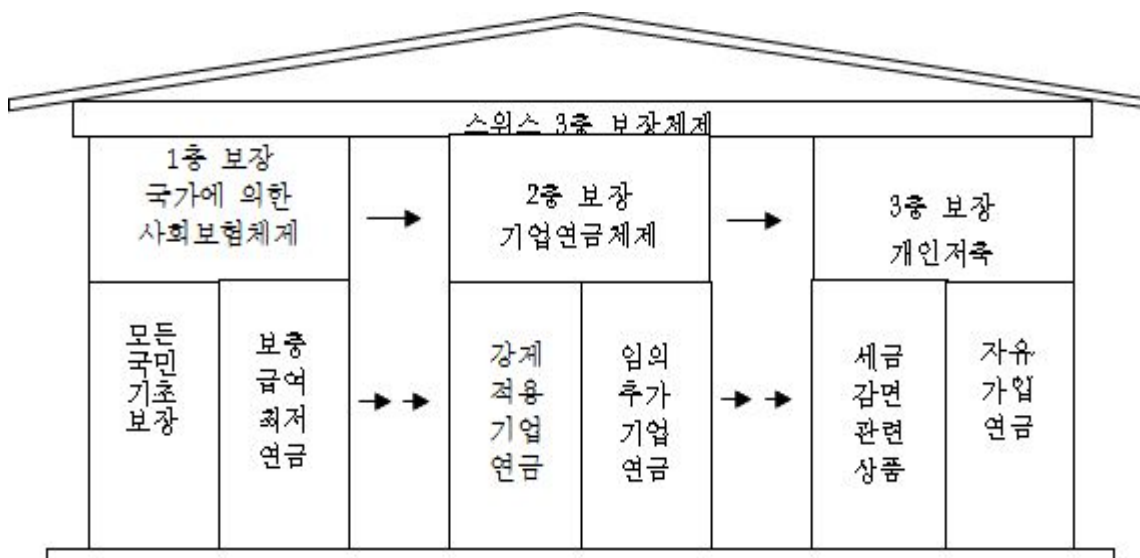 스위스 3층 보장체제
1층 보장
국가에 의한
사회보험체제
2층 보장
기업연금체제
3층 보장
개인저축
모든
국민
기초
보장
보충
급여
최저
연금
강제
적용
기업
연금
임의
추가
기업
연금
세금
감면
관련
상품
자유
가입
연금